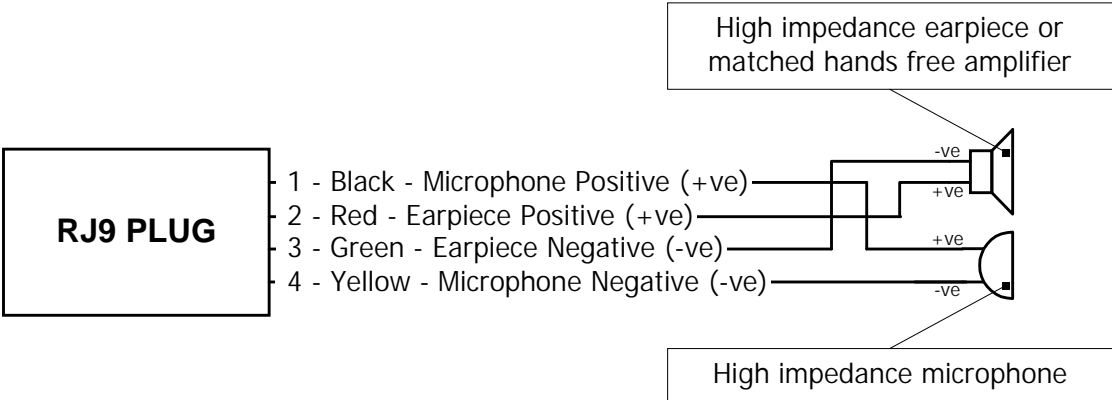 High impedance earpiece or
matched hands free amplifier
-ve
1 - Black - Microphone Positive (+ve)
+ve
RJ9 PLUG
2 - Red - Earpiece Positive (+ve)
3 - Green - Earpiece Negative (-ve)
+ve
4 - Yellow - Microphone Negative (-ve)
-ve
High impedance microphone